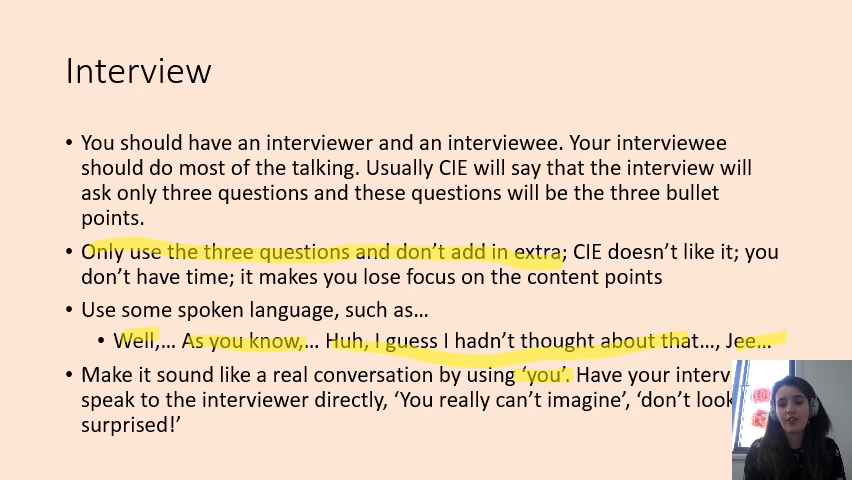 Interview
• You should have an interviewer and an interviewee. Your interviewee
should do most of the talking. Usually CIE will say that the interview will
ask only three questions and these questions will be the three bullet
points.
• Only use the three questions and don’t add in extra; CIE doesn’t like it; you
don’t have time; it makes you lose focus on the content points
• Use some spoken language, such as…
• Well,… As you know,… Huh, I guess I hadn’t thought about that…, Jee…
• Make it sound like a real conversation by using ‘you’. Have your interv
speak to the interviewer directly, ‘You really can’t imagine’, ‘don’t look
surprised!’